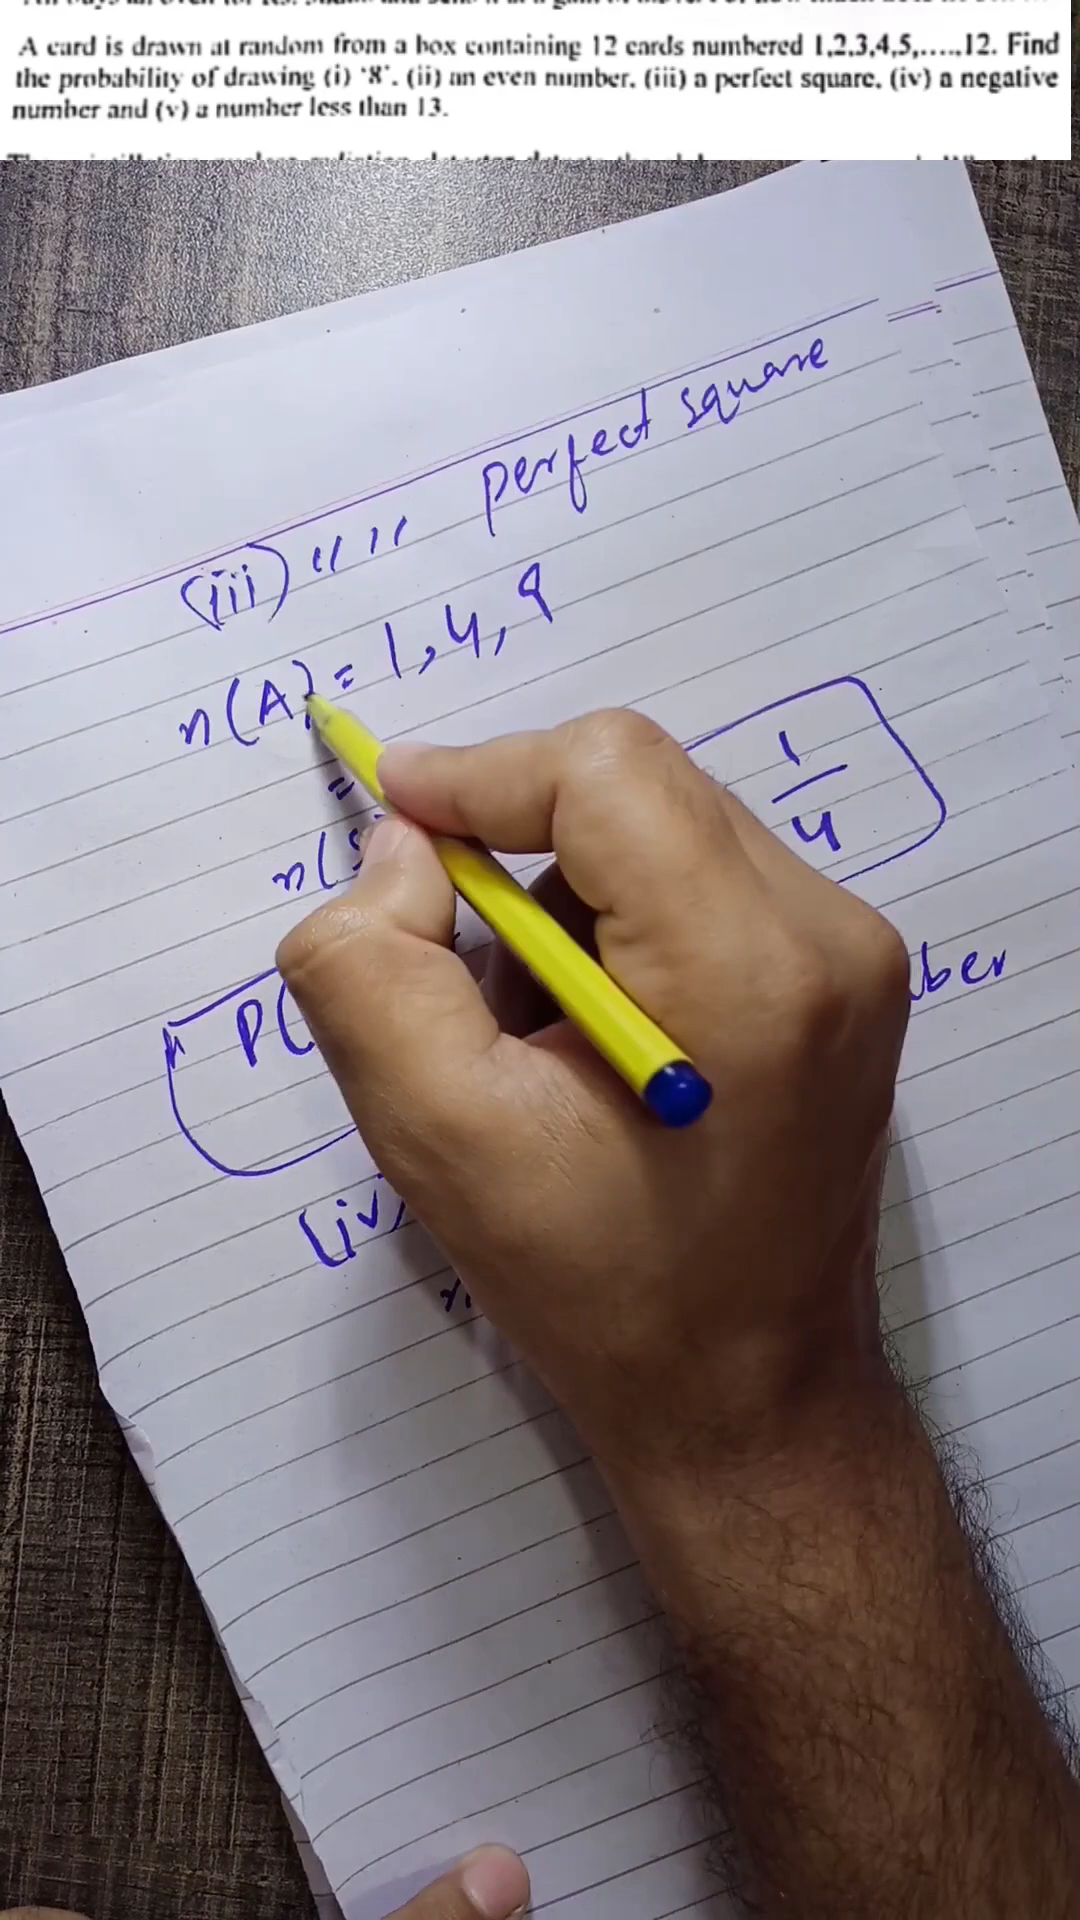 A card is drawn at random from a box containing 12 cards numbered 1,2,3,4,5,.....12. Find
the probability of drawing (i) ‘8’. (ii) an even number. (iii) a perfect square. (iv) a negative
number and (v) a number less than 13.
(iii) " " perfect square
n(A) = 1, 4, 9
=
n(S
1/4
P(
ber
(iv)